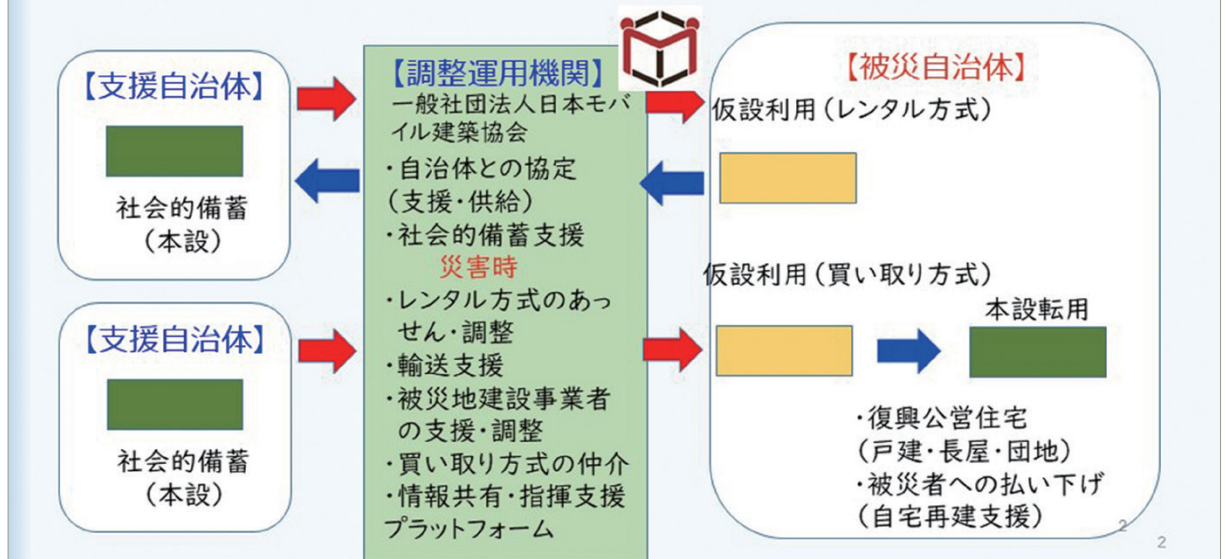 【支援自治体】
社会的備蓄
(本設)
【支援自治体】
社会的備蓄
(本設)
【調整運用機関】
一般社団法人日本モバ
イル建築協会
・自治体との協定
(支援・供給)
・社会的備蓄支援
災害時
・レンタル方式のあっ
せん・調整
・輸送支援
・被災地建設事業者
の支援・調整
・買い取り方式の仲介
・情報共有・指揮支援
プラットフォーム
【被災自治体】
仮設利用(レンタル方式)
仮設利用(買い取り方式)
本設転用
・復興公営住宅
(戸建・長屋・団地)
・被災者への払い下げ
(自宅再建支援)
2
2